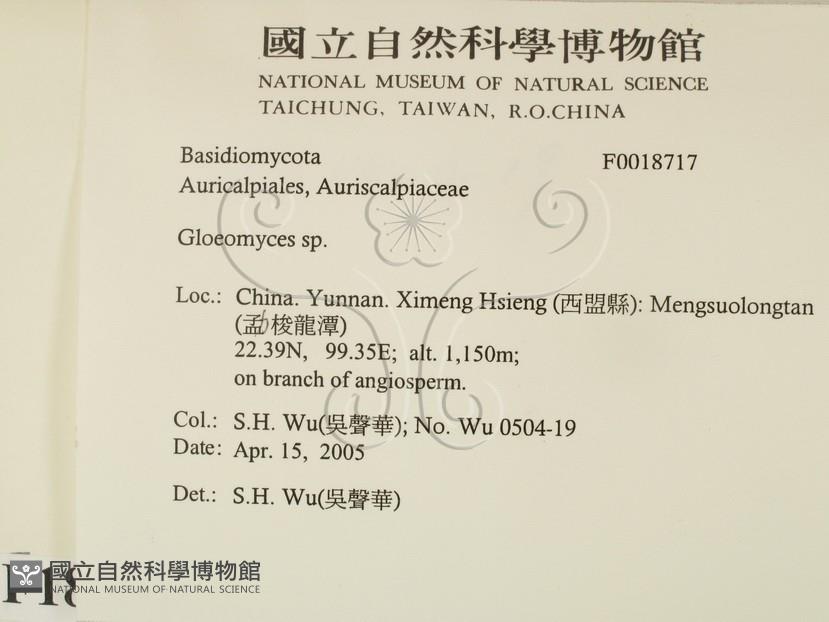 國立自然科學博物館
NATIONAL MUSEUM OF NATURAL SCIENCE
TAICHUNG, TAIWAN, R.O.CHINA
Basidiomycota F0018717
Auricalpiales, Auriscalpiaceae
Gloeomyces sp.
Loc.: China. Yunnan. Ximeng Hsieng (西盟縣): Mengsuolongtan
(孟梭龍潭)
22.39N, 99.35E; alt. 1,150m;
on branch of angiosperm.
Col.: S.H. Wu(吳聲華); No. Wu 0504-19
Date: Apr. 15, 2005
Det.: S.H. Wu(吳聲華)
國立自然科學博物館
NATIONAL MUSEUM OF NATURAL SCIENCE